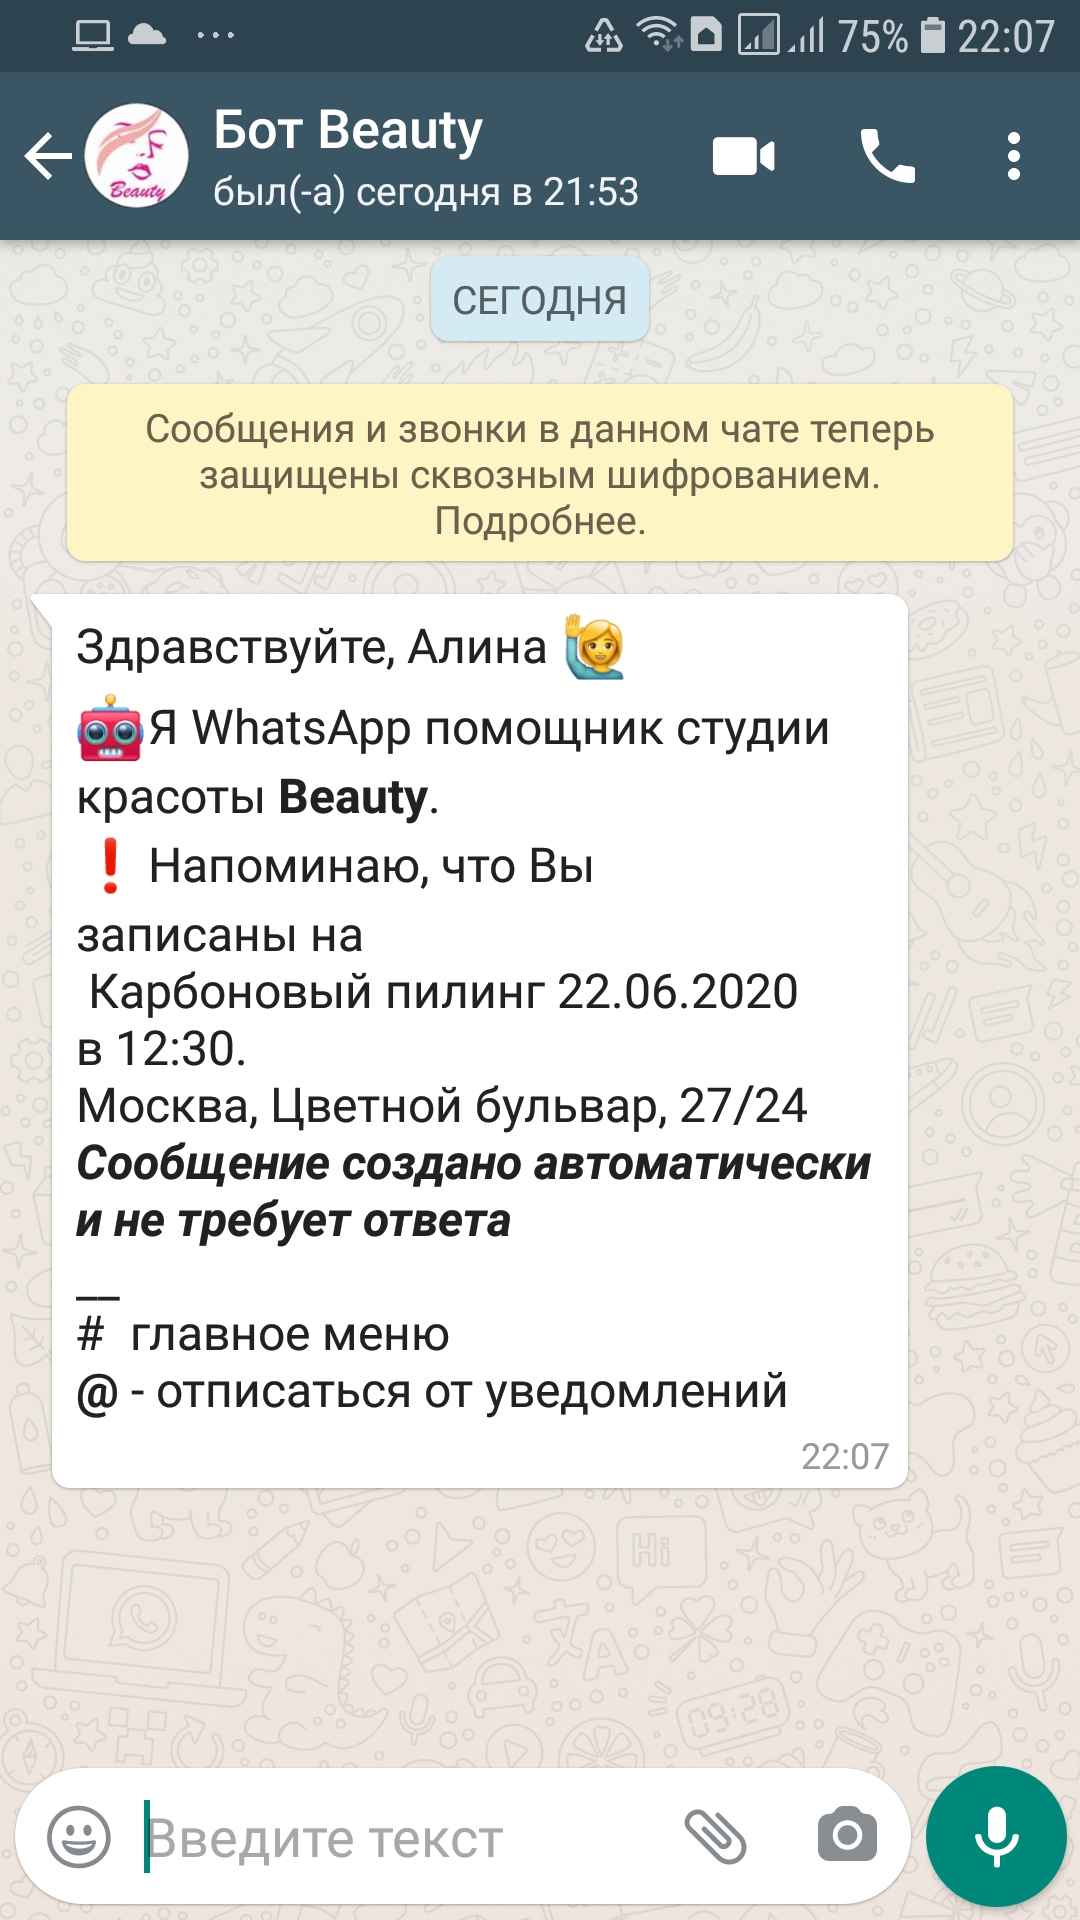 75% 22:07
Бот Beauty
был(-а) сегодня в 21:53
Beauty
СЕГОДНЯ
Сообщения и звонки в данном чате теперь
защищены сквозным шифрованием.
Подробнее.
Здравствуйте, Алина 🙋
🤖Я WhatsApp помощник студии
красоты Beauty.
❗ Напоминаю, что Вы
записаны на
Карбоновый пилинг 22.06.2020
в 12:30.
Москва, Цветной бульвар, 27/24
Сообщение создано автоматически
и не требует ответа
__
# главное меню
@ - отписаться от уведомлений
22:07
Hi
09:28
Введите текст